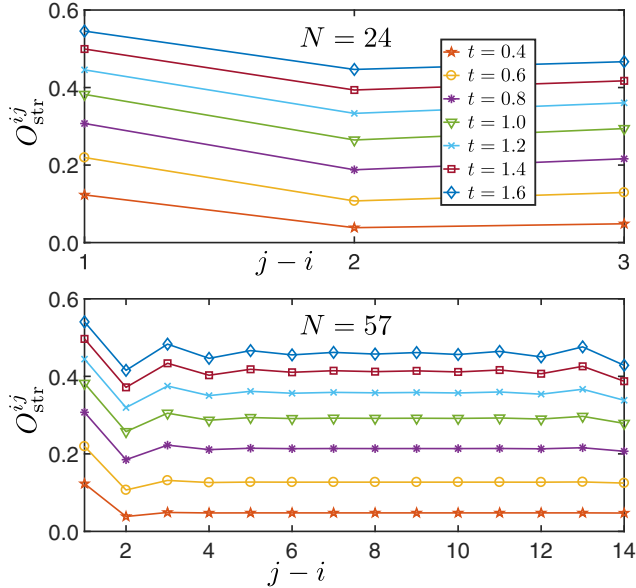 0.6
N = 24
t = 0.4
t = 0.6
t = 0.8
t = 1.0
t = 1.2
t = 1.4
t = 1.6
0.4
0.2
0.0
O_str^ij
1 2 3
j − i
0.6
N = 57
0.4
0.2
0.0
O_str^ij
2 4 6 8 10 12 14
j − i